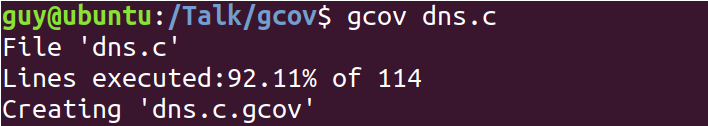 guy@ubuntu:/Talk/gcov$ gcov dns.c
File 'dns.c'
Lines executed:92.11% of 114
Creating 'dns.c.gcov'